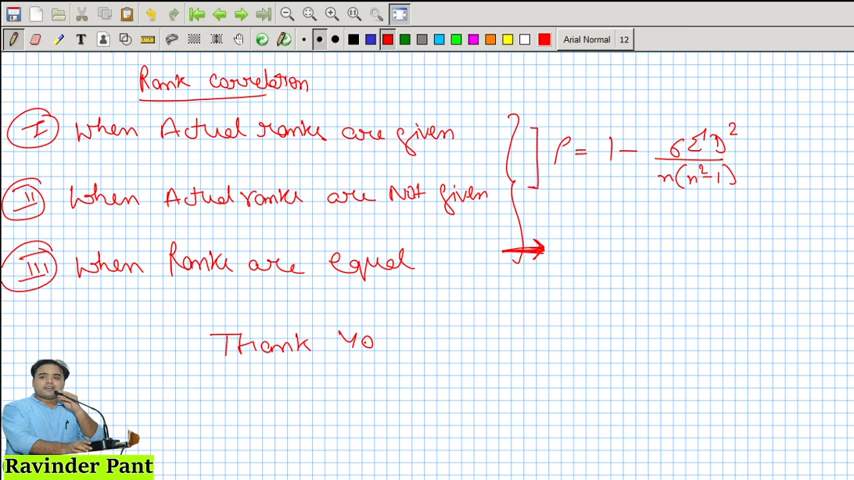 Arial Normal 12
Rank correlation
I When Actual ranks are given
II When Actual ranks are Not given
III When Ranks are equal
ρ = 1 - 6ΣD² / n(n²-1)
Thank Yo
Ravinder Pant